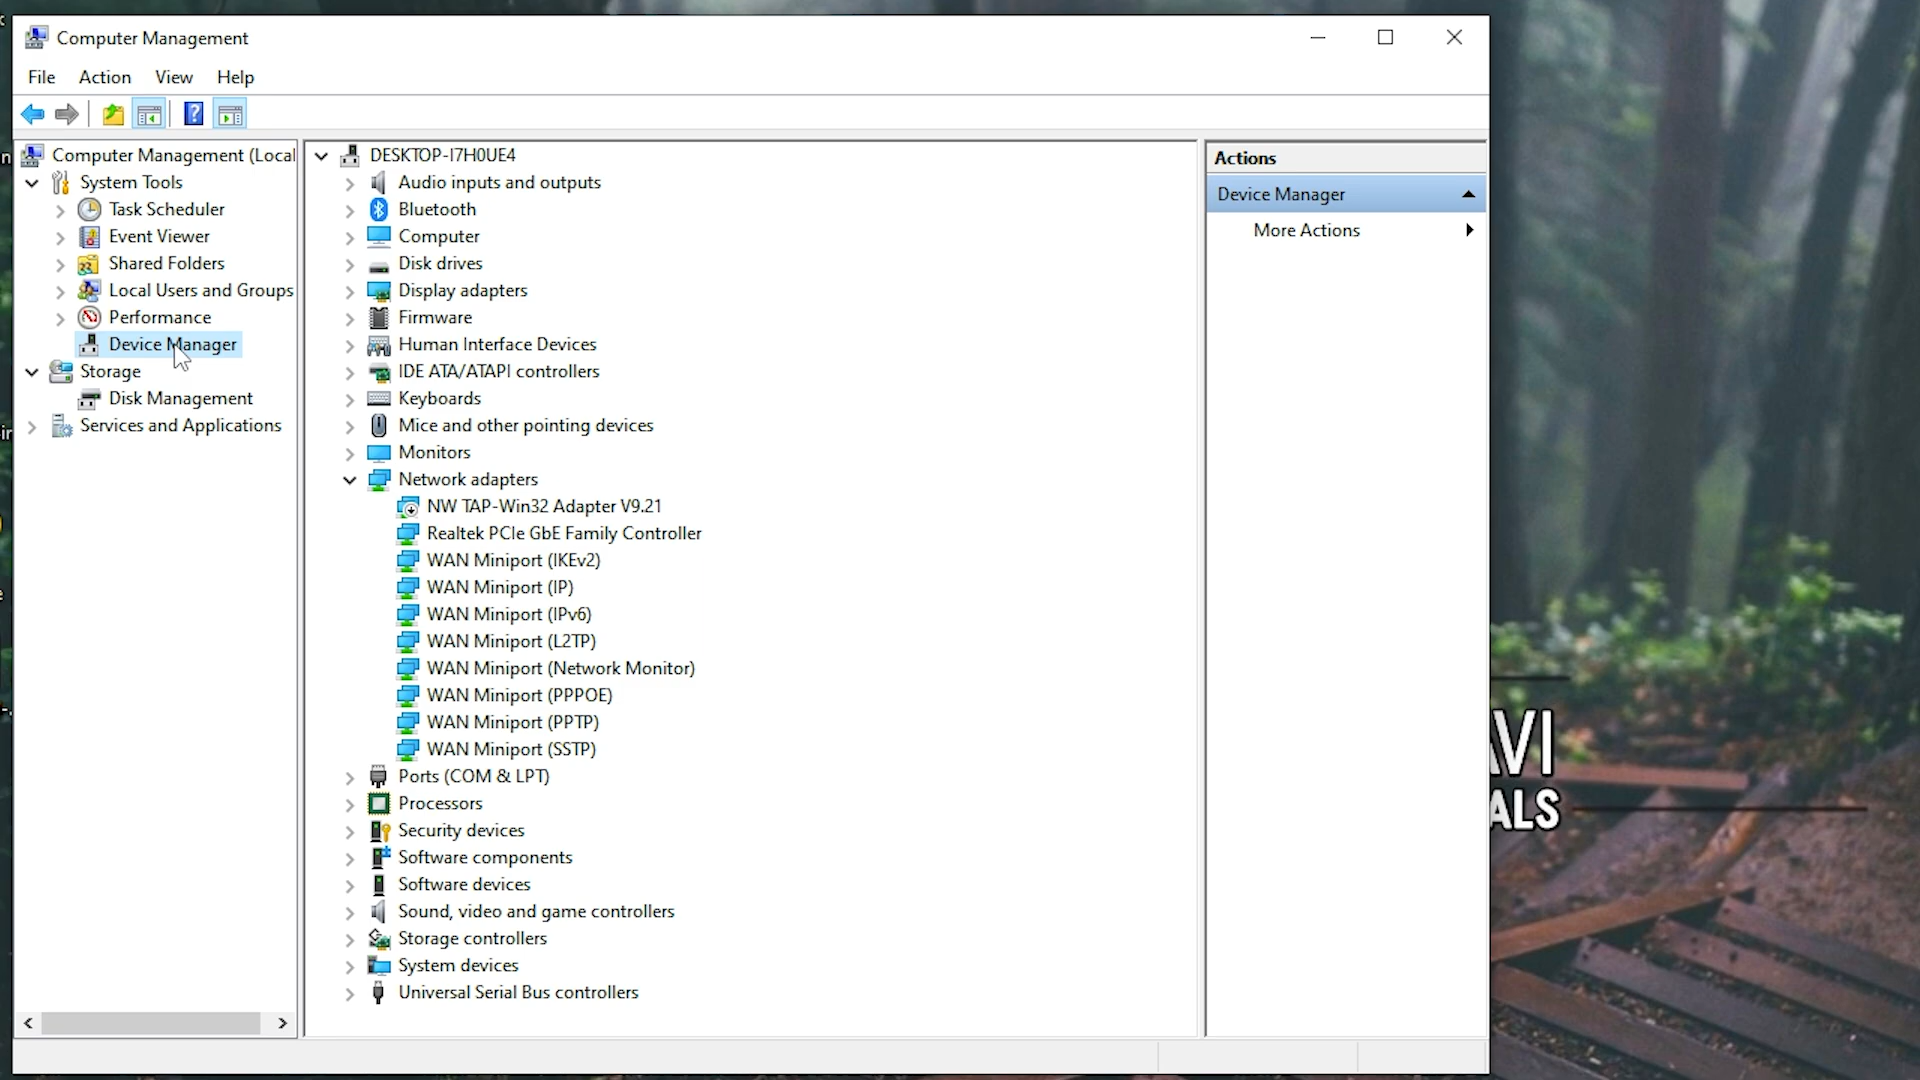 Computer Management
File Action View Help
Computer Management (Local
System Tools
Task Scheduler
Event Viewer
Shared Folders
Local Users and Groups
Performance
Device Manager
Storage
Disk Management
Services and Applications
DESKTOP-I7H0UE4
Audio inputs and outputs
Bluetooth
Computer
Disk drives
Display adapters
Firmware
Human Interface Devices
IDE ATA/ATAPI controllers
Keyboards
Mice and other pointing devices
Monitors
Network adapters
NW TAP-Win32 Adapter V9.21
Realtek PCIe GbE Family Controller
WAN Miniport (IKEv2)
WAN Miniport (IP)
WAN Miniport (IPv6)
WAN Miniport (L2TP)
WAN Miniport (Network Monitor)
WAN Miniport (PPPOE)
WAN Miniport (PPTP)
WAN Miniport (SSTP)
Ports (COM & LPT)
Processors
Security devices
Software components
Software devices
Sound, video and game controllers
Storage controllers
System devices
Universal Serial Bus controllers
Actions
Device Manager
More Actions
AVI
ALS